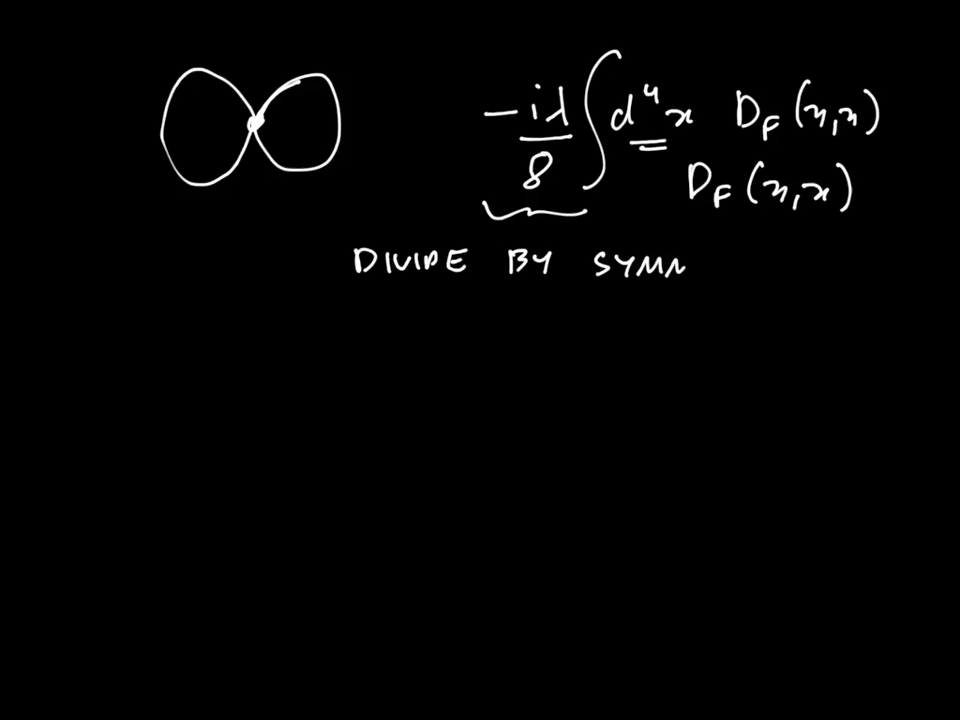 -iλ/8 ∫ d⁴x D_F(x,x)
D_F(x,x)
DIVIDE BY SYMM